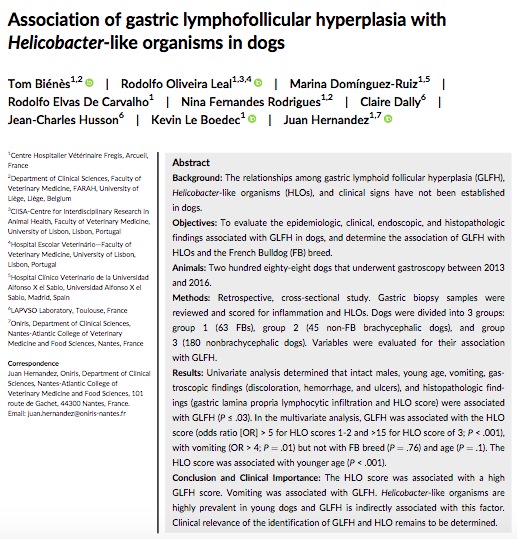 Association of gastric lymphofollicular hyperplasia with
Helicobacter-like organisms in dogs
Tom Biénès1,2 | Rodolfo Oliveira Leal1,3,4 | Marina Domínguez-Ruiz1,5 |
Rodolfo Elvas De Carvalho1 | Nina Fernandes Rodrigues1,2 | Claire Dally6 |
Jean-Charles Husson6 | Kevin Le Boedec1 | Juan Hernandez1,7
1Centre Hospitalier Vétérinaire Fregis, Arcueil,
France
2Department of Clinical Sciences, Faculty of
Veterinary Medicine, FARAH, University of
Liège, Liège, Belgium
3CIISA-Centre for Interdisciplinary Research in
Animal Health, Faculty of Veterinary Medicine,
University of Lisbon, Lisbon, Portugal
4Hospital Escolar Veterinário—Faculty of
Veterinary Medicine, University of Lisbon,
Lisbon, Portugal
5Hospital Clínico Veterinario de la Universidad
Alfonso X el Sabio, Universidad Alfonso X el
Sabio, Madrid, Spain
6LAPVSO Laboratory, Toulouse, France
7Oniris, Department of Clinical Sciences,
Nantes-Atlantic College of Veterinary
Medicine and Food Sciences, Nantes, France
Correspondence
Juan Hernandez, Oniris, Department of Clinical
Sciences, Nantes-Atlantic College of
Veterinary Medicine and Food Sciences, 101
route de Gachet, 44300 Nantes, France.
Email: juan.hernandez@oniris-nantes.fr
Abstract
Background: The relationships among gastric lymphoid follicular hyperplasia (GLFH),
Helicobacter-like organisms (HLOs), and clinical signs have not been established
in dogs.
Objectives: To evaluate the epidemiologic, clinical, endoscopic, and histopathologic
findings associated with GLFH in dogs, and determine the association of GLFH with
HLOs and the French Bulldog (FB) breed.
Animals: Two hundred eighty-eight dogs that underwent gastroscopy between 2013
and 2016.
Methods: Retrospective, cross-sectional study. Gastric biopsy samples were
reviewed and scored for inflammation and HLOs. Dogs were divided into 3 groups:
group 1 (63 FBs), group 2 (45 non-FB brachycephalic dogs), and group
3 (180 nonbrachycephalic dogs). Variables were evaluated for their association
with GLFH.
Results: Univariate analysis determined that intact males, young age, vomiting, gas-
troscopic findings (discoloration, hemorrhage, and ulcers), and histopathologic find-
ings (gastric lamina propria lymphocytic infiltration and HLO score) were associated
with GLFH (P ≤ .03). In the multivariate analysis, GLFH was associated with the HLO
score (odds ratio [OR] > 5 for HLO scores 1-2 and >15 for HLO score of 3; P < .001),
with vomiting (OR > 4; P = .01) but not with FB breed (P = .76) and age (P = .1). The
HLO score was associated with younger age (P < .001).
Conclusion and Clinical Importance: The HLO score was associated with a high
GLFH score. Vomiting was associated with GLFH. Helicobacter-like organisms are
highly prevalent in young dogs and GLFH is indirectly associated with this factor.
Clinical relevance of the identification of GLFH and HLO remains to be determined.